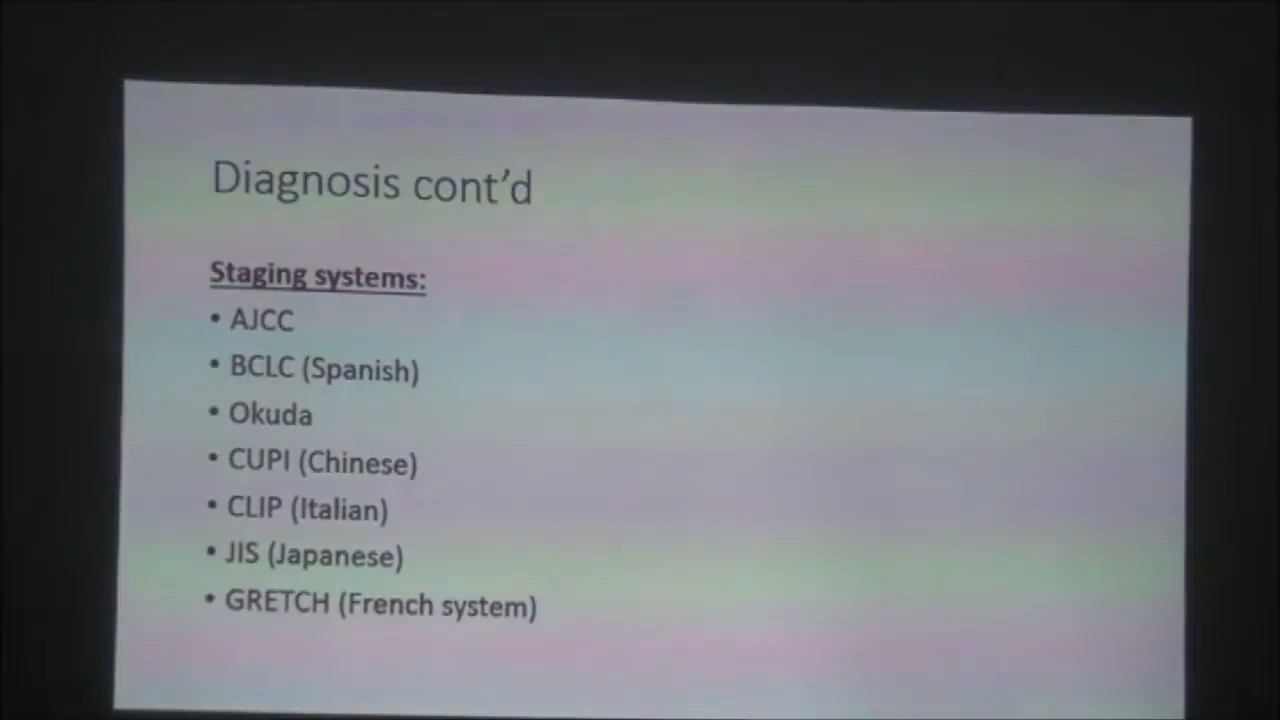 Diagnosis cont’d
Staging systems:
• AJCC
• BCLC (Spanish)
• Okuda
• CUPI (Chinese)
• CLIP (Italian)
• JIS (Japanese)
• GRETCH (French system)